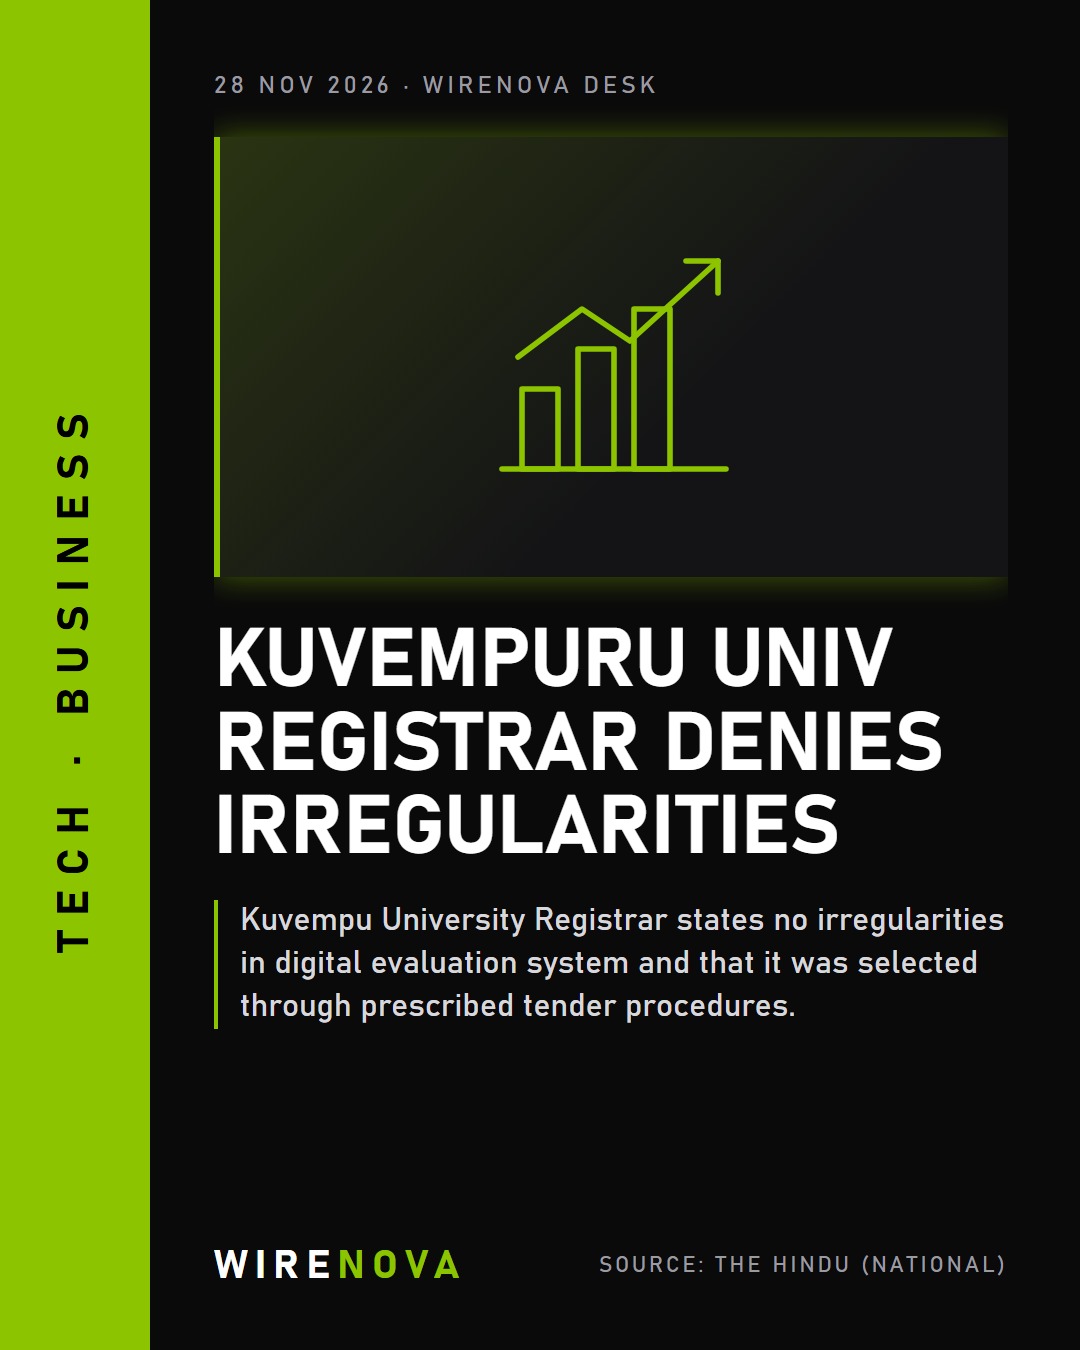 TECH · BUSINESS
28 NOV 2026 · WIRENOVA DESK
KUVEMPURU UNIV
REGISTRAR DENIES
IRREGULARITIES
Kuvempu University Registrar states no irregularities
in digital evaluation system and that it was selected
through prescribed tender procedures.
WIRENOVA
SOURCE: THE HINDU (NATIONAL)